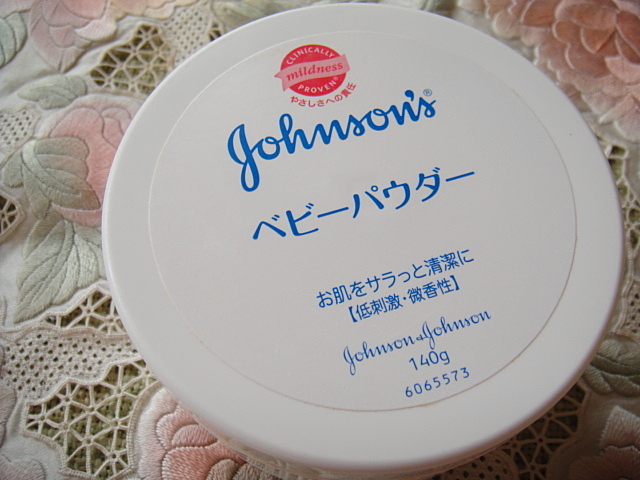 CLINICALLY
mildness
PROVEN®
やさしさへの責任
Johnson's®
ベビーパウダー
お肌をサラっと清潔に
【低刺激・微香性】
Johnson & Johnson
140g
6065573